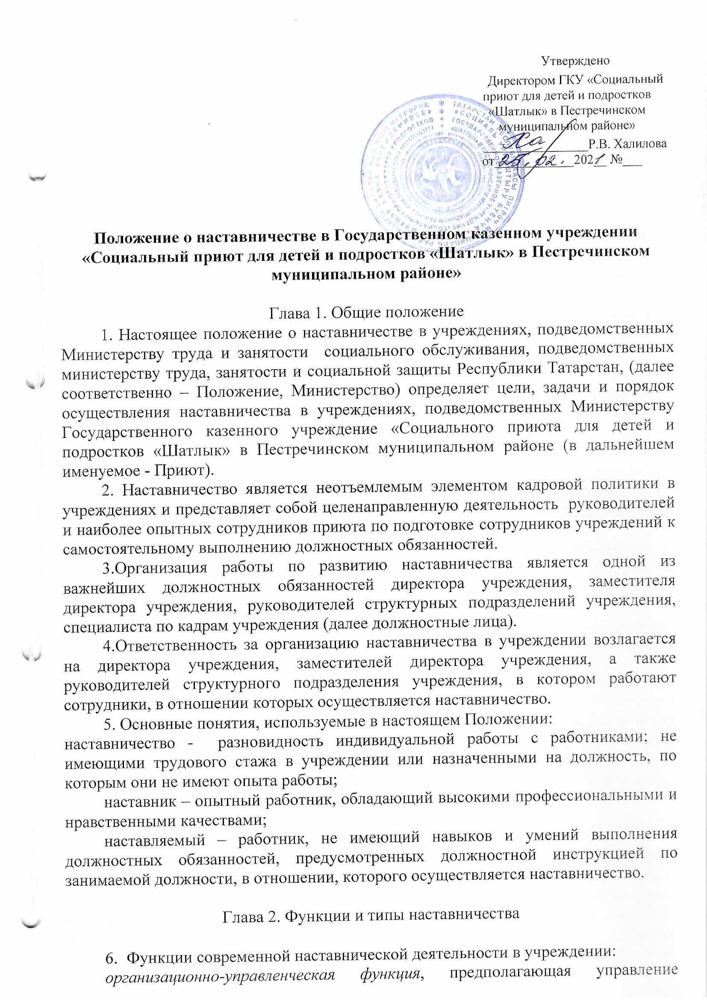 Утверждено
Директором ГКУ «Социальный
приют для детей и подростков
«Шатлык» в Пестречинском
муниципальном районе»
________________Р.В. Халилова
от 25.02. 2021 №___
Положение о наставничестве в Государственном казенном учреждении
«Социальный приют для детей и подростков «Шатлык» в Пестречинском
муниципальном районе»
Глава 1. Общие положение
1. Настоящее положение о наставничестве в учреждениях, подведомственных
Министерству труда и занятости социального обслуживания, подведомственных
министерству труда, занятости и социальной защиты Республики Татарстан, (далее
соответственно – Положение, Министерство) определяет цели, задачи и порядок
осуществления наставничества в учреждениях, подведомственных Министерству
Государственного казенного учреждение «Социального приюта для детей и
подростков «Шатлык» в Пестречинском муниципальном районе (в дальнейшем
именуемое - Приют).
2. Наставничество является неотъемлемым элементом кадровой политики в
учреждениях и представляет собой целенаправленную деятельность руководителей
и наиболее опытных сотрудников приюта по подготовке сотрудников учреждений к
самостоятельному выполнению должностных обязанностей.
3.Организация работы по развитию наставничества является одной из
важнейших должностных обязанностей директора учреждения, заместителя
директора учреждения, руководителей структурных подразделений учреждения,
специалиста по кадрам учреждения (далее должностные лица).
4.Ответственность за организацию наставничества в учреждении возлагается
на директора учреждения, заместителей директора учреждения, а также
руководителей структурного подразделения учреждения, в котором работают
сотрудники, в отношении которых осуществляется наставничество.
5. Основные понятия, используемые в настоящем Положении:
наставничество - разновидность индивидуальной работы с работниками; не
имеющими трудового стажа в учреждении или назначенными на должность, по
которым они не имеют опыта работы;
наставник – опытный работник, обладающий высокими профессиональными и
нравственными качествами;
наставляемый – работник, не имеющий навыков и умений выполнения
должностных обязанностей, предусмотренных должностной инструкцией по
занимаемой должности, в отношении, которого осуществляется наставничество.
Глава 2. Функции и типы наставничества
6. Функции современной наставнической деятельности в учреждении:
организационно-управленческая функция, предполагающая управление